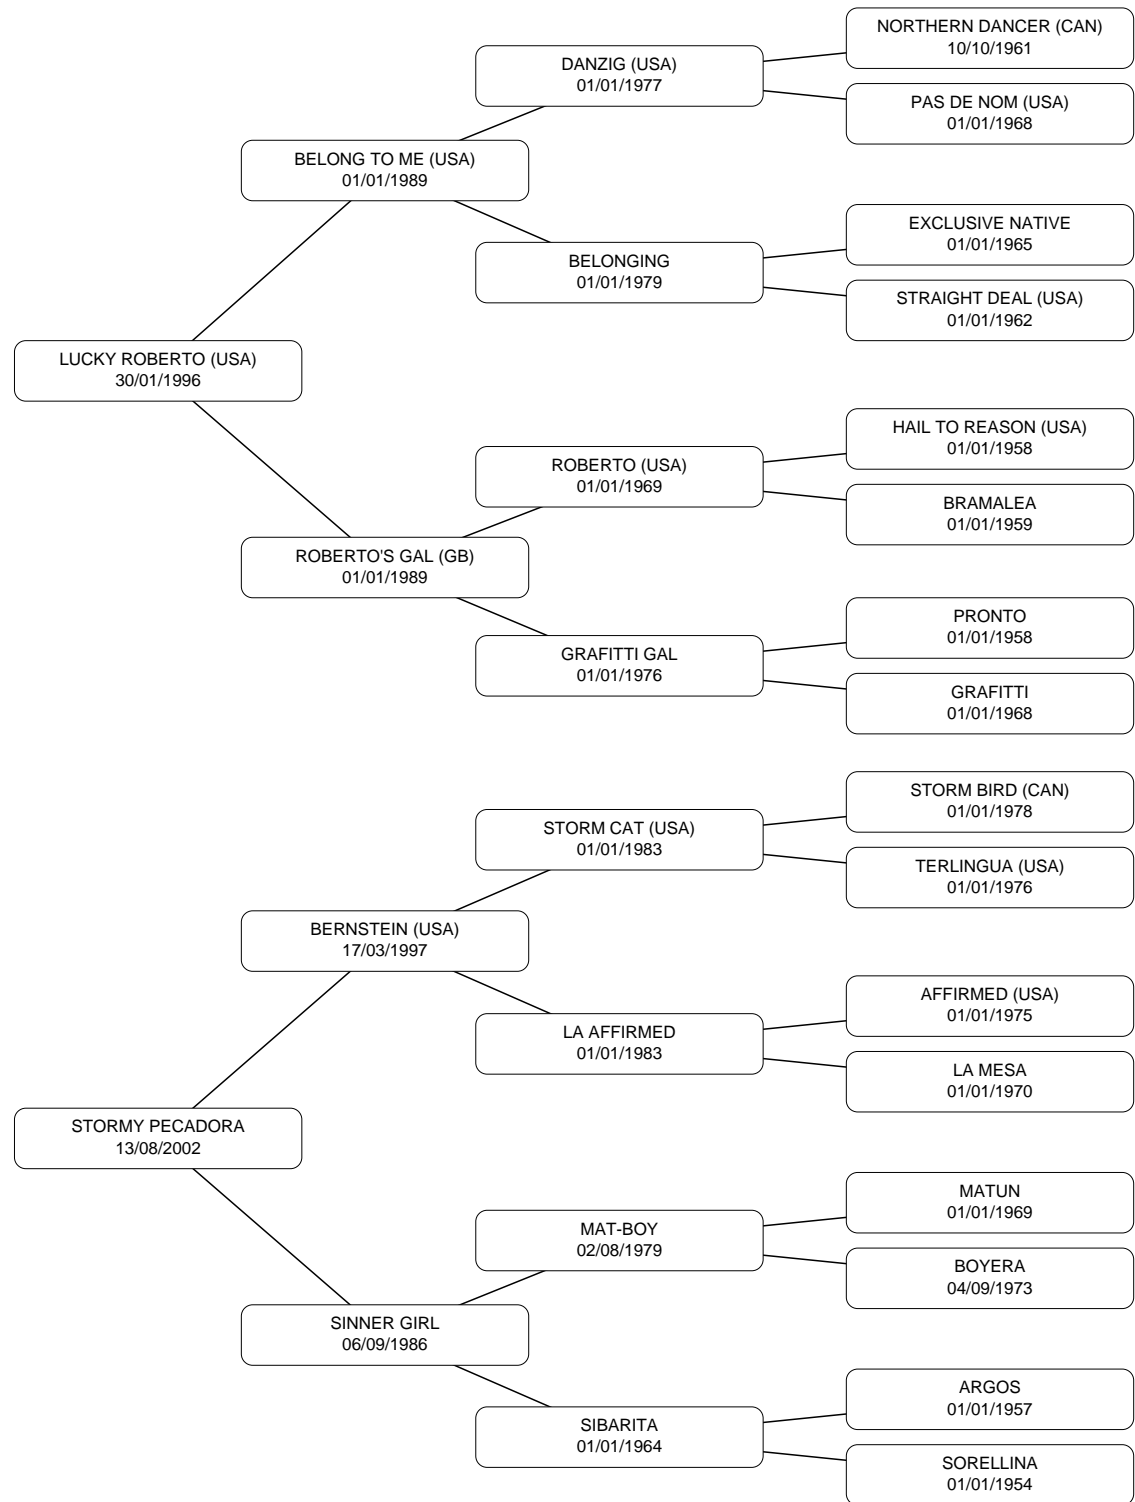 NORTHERN DANCER (CAN)
10/10/1961
DANZIG (USA)
01/01/1977
PAS DE NOM (USA)
01/01/1968
BELONG TO ME (USA)
01/01/1989
EXCLUSIVE NATIVE
01/01/1965
BELONGING
01/01/1979
STRAIGHT DEAL (USA)
01/01/1962
LUCKY ROBERTO (USA)
30/01/1996
HAIL TO REASON (USA)
01/01/1958
ROBERTO (USA)
01/01/1969
BRAMALEA
01/01/1959
ROBERTO'S GAL (GB)
01/01/1989
PRONTO
01/01/1958
GRAFITTI GAL
01/01/1976
GRAFITTI
01/01/1968
STORM BIRD (CAN)
01/01/1978
STORM CAT (USA)
01/01/1983
TERLINGUA (USA)
01/01/1976
BERNSTEIN (USA)
17/03/1997
AFFIRMED (USA)
01/01/1975
LA AFFIRMED
01/01/1983
LA MESA
01/01/1970
STORMY PECADORA
13/08/2002
MATUN
01/01/1969
MAT-BOY
02/08/1979
BOYERA
04/09/1973
SINNER GIRL
06/09/1986
ARGOS
01/01/1957
SIBARITA
01/01/1964
SORELLINA
01/01/1954